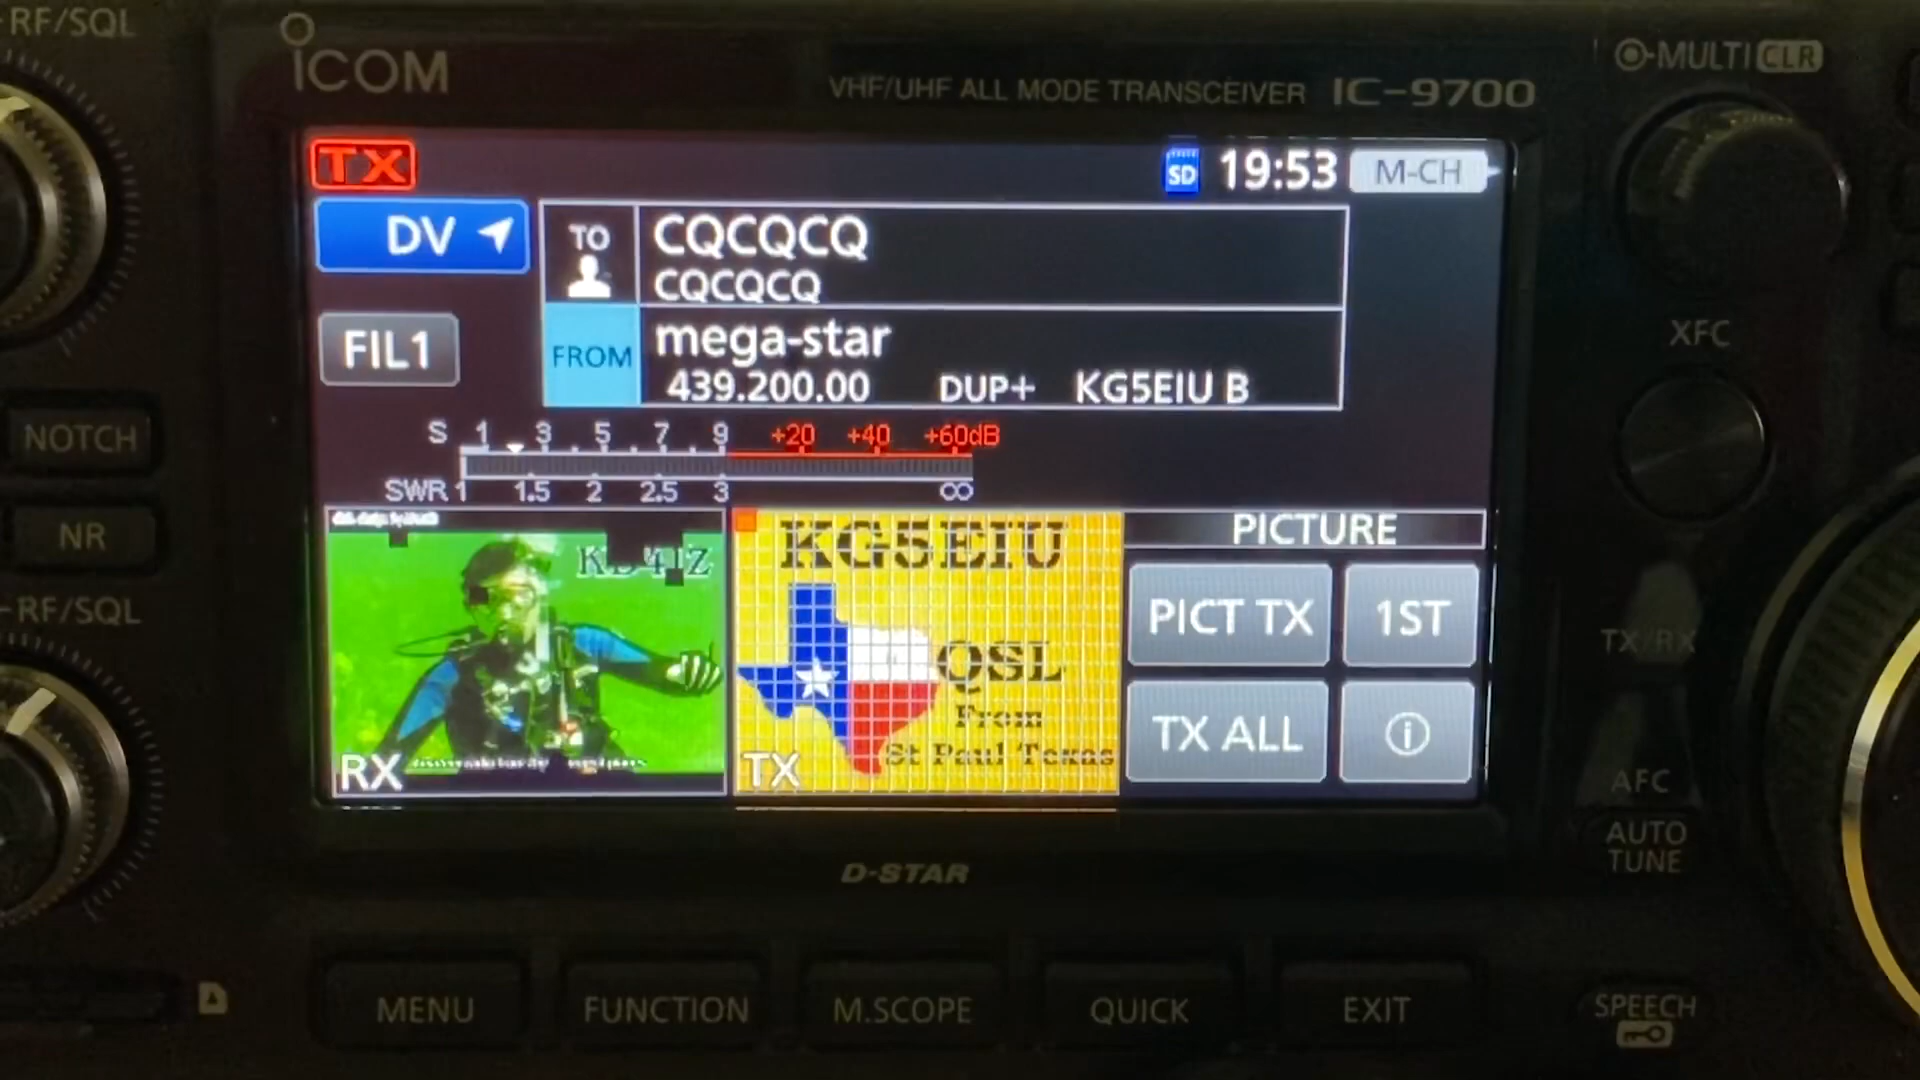 -RF/SQL
ICOM
VHF/UHF ALL MODE TRANSCEIVER IC-9700
MULTI CLR
TX
SD 19:53 M-CH
DV
TO CQCQCQ
CQCQCQ
FIL1
FROM mega-star
439.200.00 DUP+ KG5EIU B
XFC
S 1 3 5 7 9 +20 +40 +60dB
SWR 1 1.5 2 2.5 3 ∞
NOTCH
NR
-RF/SQL
RX
KG5EIU
QSL
From
St Paul Texas
TX
PICTURE
PICT TX 1ST
TX ALL i
TX/RX
AFC
AUTO
TUNE
D-STAR
MENU FUNCTION M.SCOPE QUICK EXIT
SPEECH